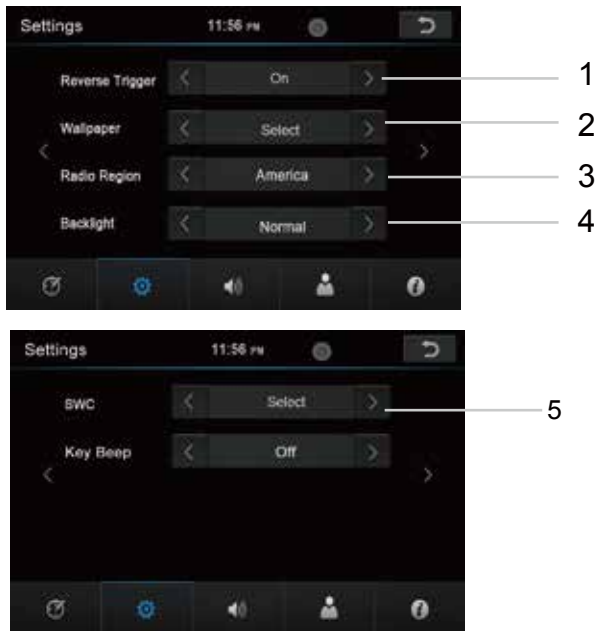 Settings 11:56 PM
Reverse Trigger On 1
Wallpaper Select 2
Radio Region America 3
Backlight Normal 4
Settings 11:56 PM
SWC Select 5
Key Beep Off